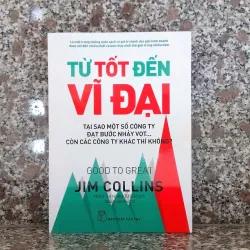 TỪ TỐT ĐẾN
VĨ ĐẠI
TẠI SAO MỘT SỐ CÔNG TY
ĐẠT BƯỚC NHẢY VỌT...
CÒN CÁC CÔNG TY KHÁC THÌ KHÔNG?
GOOD TO GREAT
JIM COLLINS